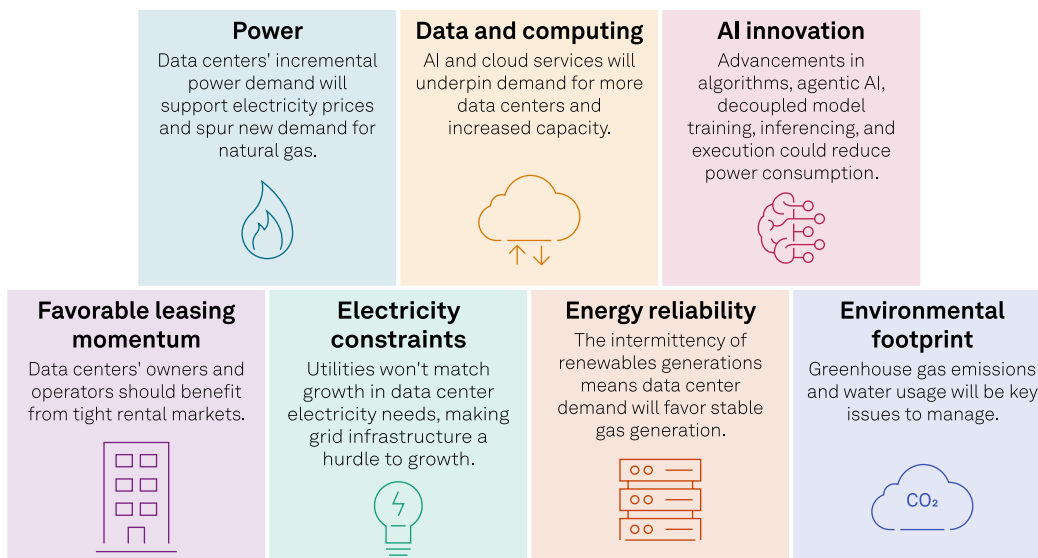 Power
Data centers' incremental
power demand will
support electricity prices
and spur new demand for
natural gas.
Data and computing
AI and cloud services will
underpin demand for more
data centers and
increased capacity.
AI innovation
Advancements in
algorithms, agentic AI,
decoupled model
training, inferencing, and
execution could reduce
power consumption.
Favorable leasing
momentum
Data centers' owners and
operators should benefit
from tight rental markets.
Electricity
constraints
Utilities won't match
growth in data center
electricity needs, making
grid infrastructure a
hurdle to growth.
Energy reliability
The intermittency of
renewables generations
means data center
demand will favor stable
gas generation.
Environmental
footprint
Greenhouse gas emissions
and water usage will be key
issues to manage.
CO₂